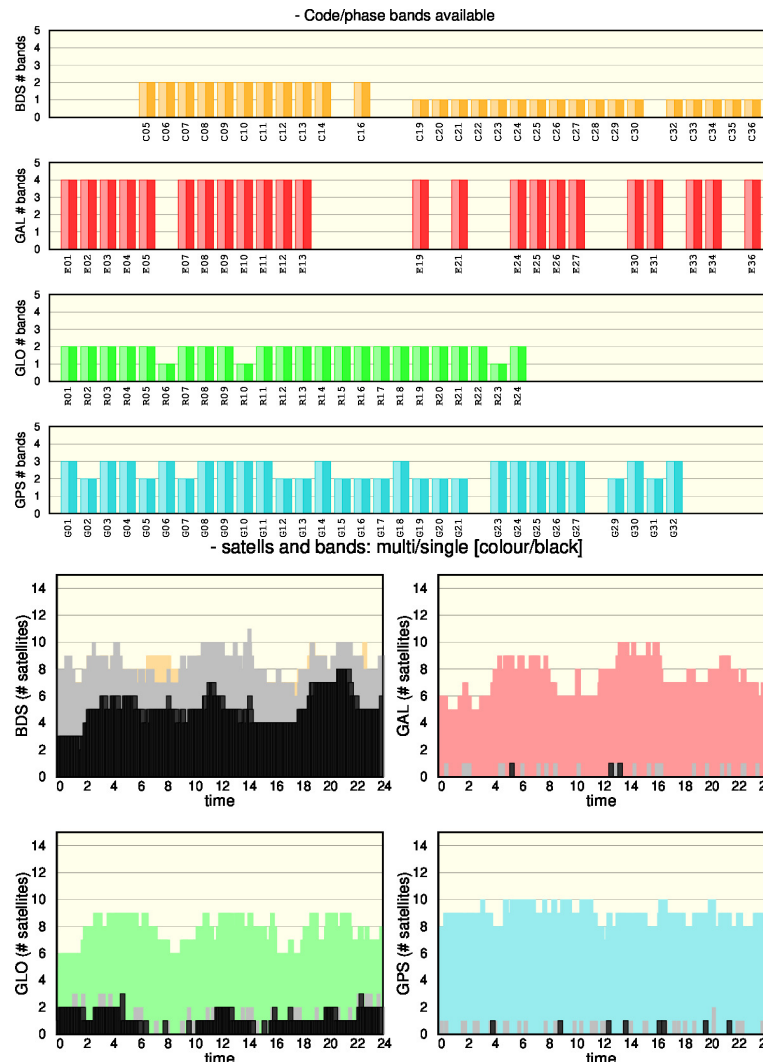 - Code/phase bands available
BDS # bands
5
4
3
2
1
0
C05 C06 C07 C08 C09 C10 C11 C12 C13 C14 C16 C19 C20 C21 C22 C23 C24 C25 C26 C27 C28 C29 C30 C32 C33 C34 C35 C36
GAL # bands
5
4
3
2
1
0
E01 E02 E03 E04 E05 E07 E08 E09 E10 E11 E12 E13 E19 E21 E24 E25 E26 E27 E30 E31 E33 E34 E36
GLO # bands
5
4
3
2
1
0
R01 R02 R03 R04 R05 R06 R07 R08 R09 R10 R11 R12 R13 R14 R15 R16 R17 R18 R19 R20 R21 R22 R23 R24
GPS # bands
5
4
3
2
1
0
G01 G02 G03 G04 G05 G06 G07 G08 G09 G10 G11 G12 G13 G14 G15 G16 G17 G18 G19 G20 G21 G23 G24 G25 G26 G27 G29 G30 G31 G32
- satells and bands: multi/single [colour/black]
BDS (# satellites)
14
12
10
8
6
4
2
0
0 2 4 6 8 10 12 14 16 18 20 22 24
time
GAL (# satellites)
14
12
10
8
6
4
2
0
0 2 4 6 8 10 12 14 16 18 20 22 24
time
GLO (# satellites)
14
12
10
8
6
4
2
0
0 2 4 6 8 10 12 14 16 18 20 22 24
time
GPS (# satellites)
14
12
10
8
6
4
2
0
0 2 4 6 8 10 12 14 16 18 20 22 24
time